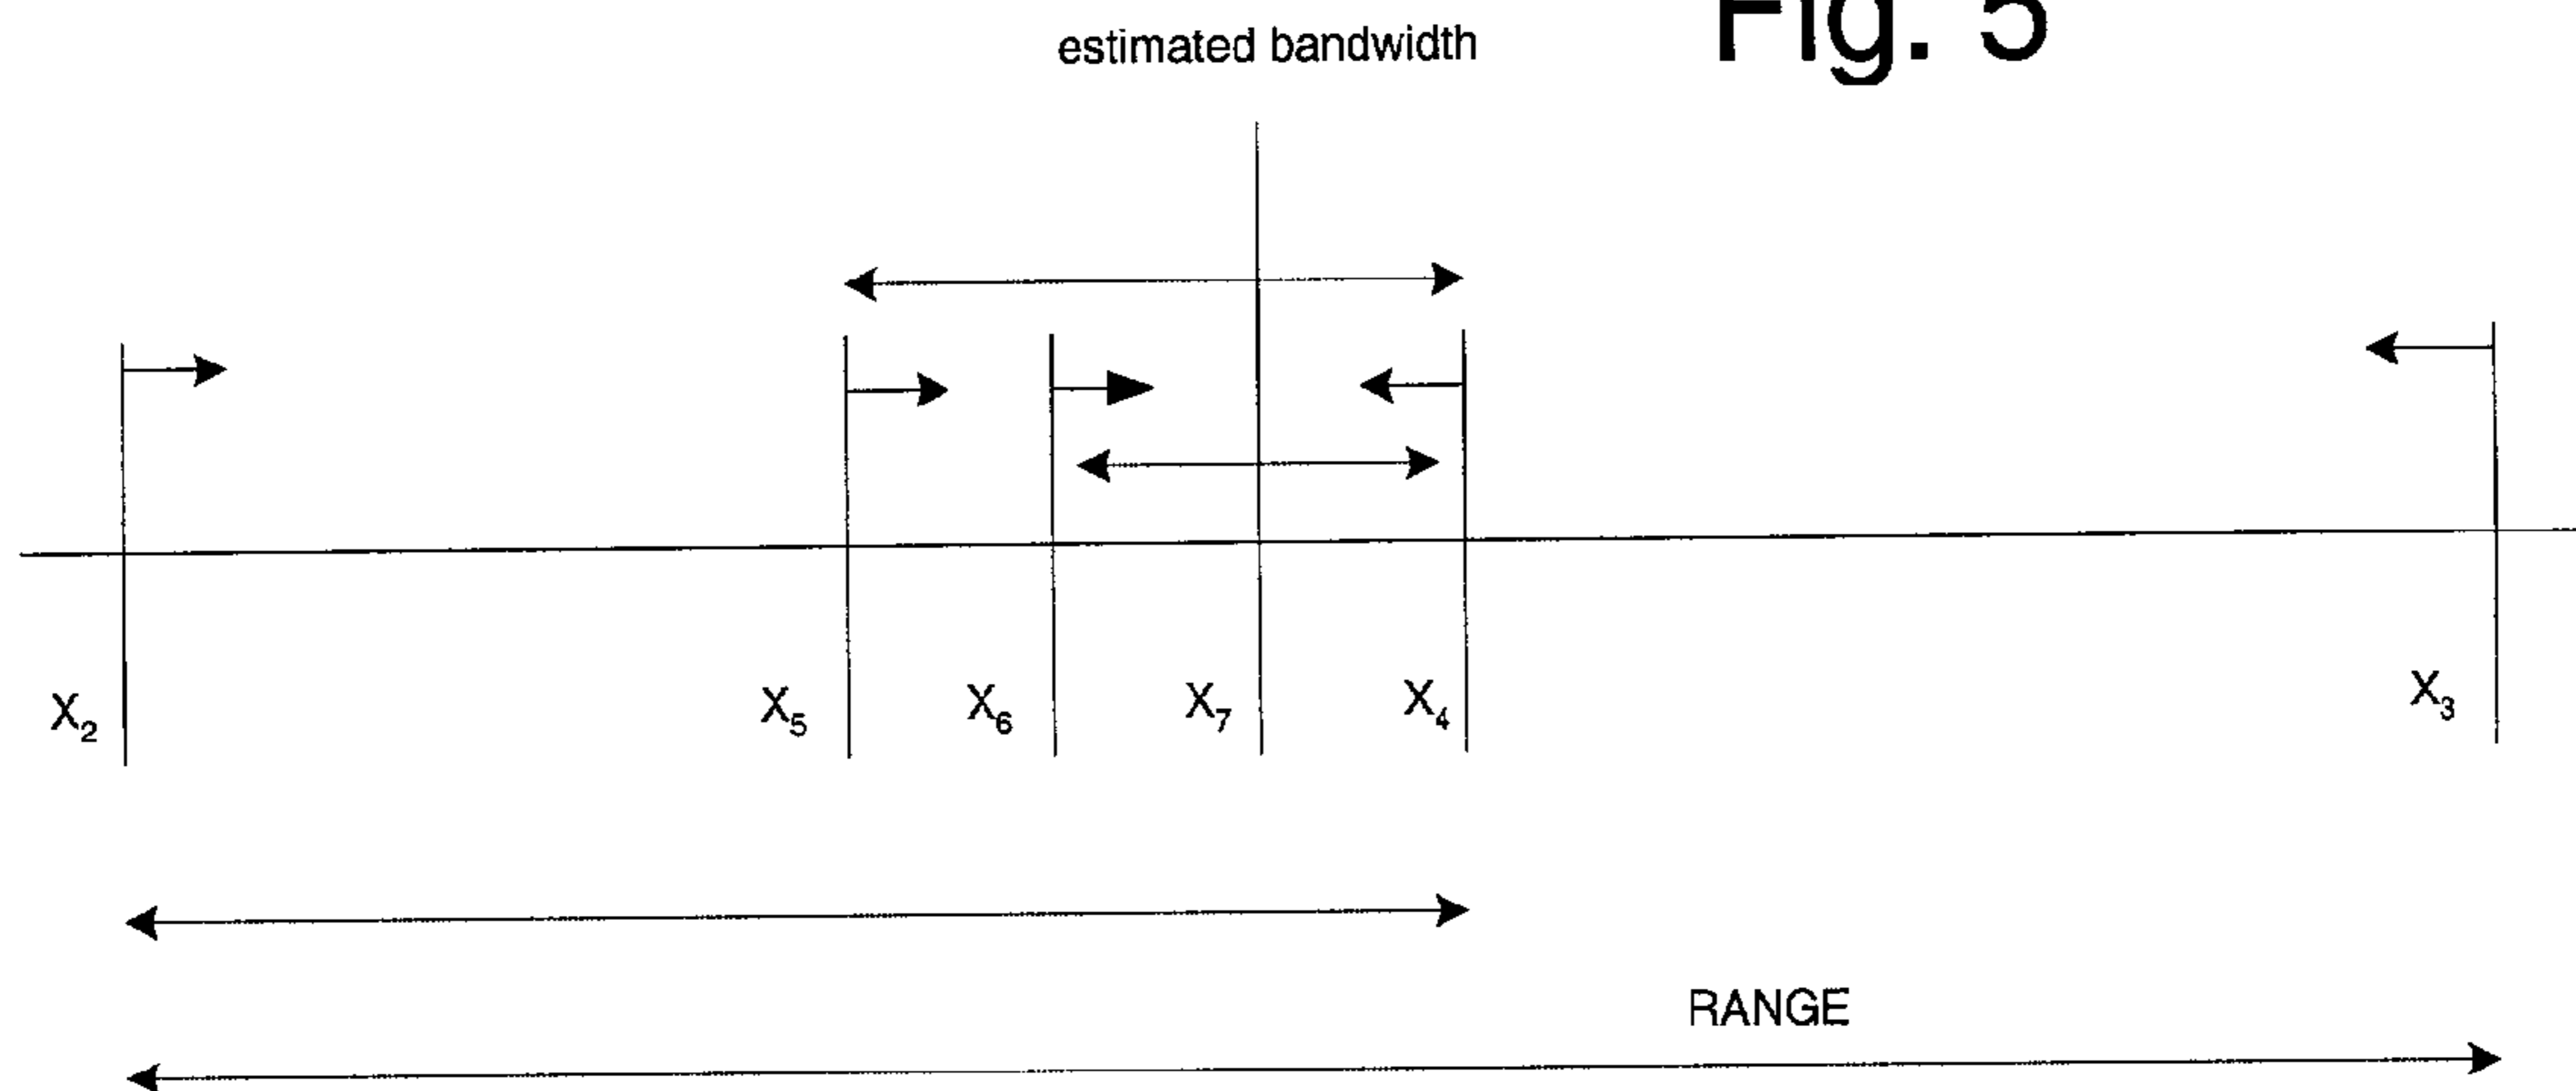 Fig. 5
estimated bandwidth
X₂
X₅
X₆
X₇
X₄
X₃
RANGE